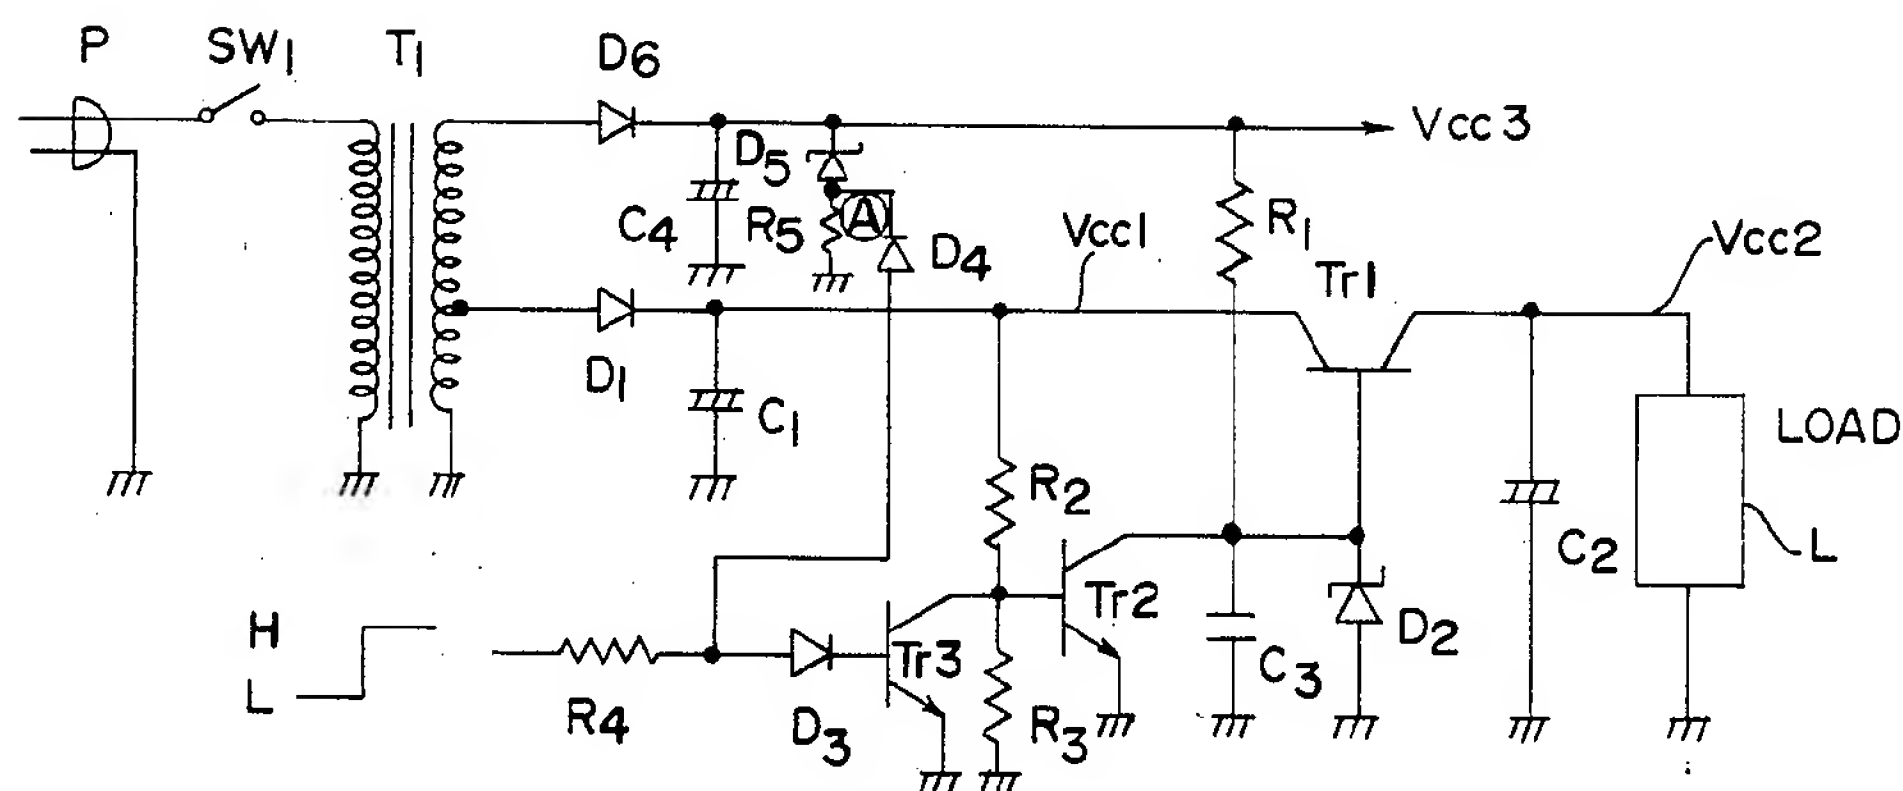 P
SW1
T1
D6
Vcc3
D5
C4
R5
A
D4
Vcc1
R1
Tr1
Vcc2
D1
C1
LOAD
R2
C2
L
H
L
R4
D3
Tr3
R3
Tr2
C3
D2